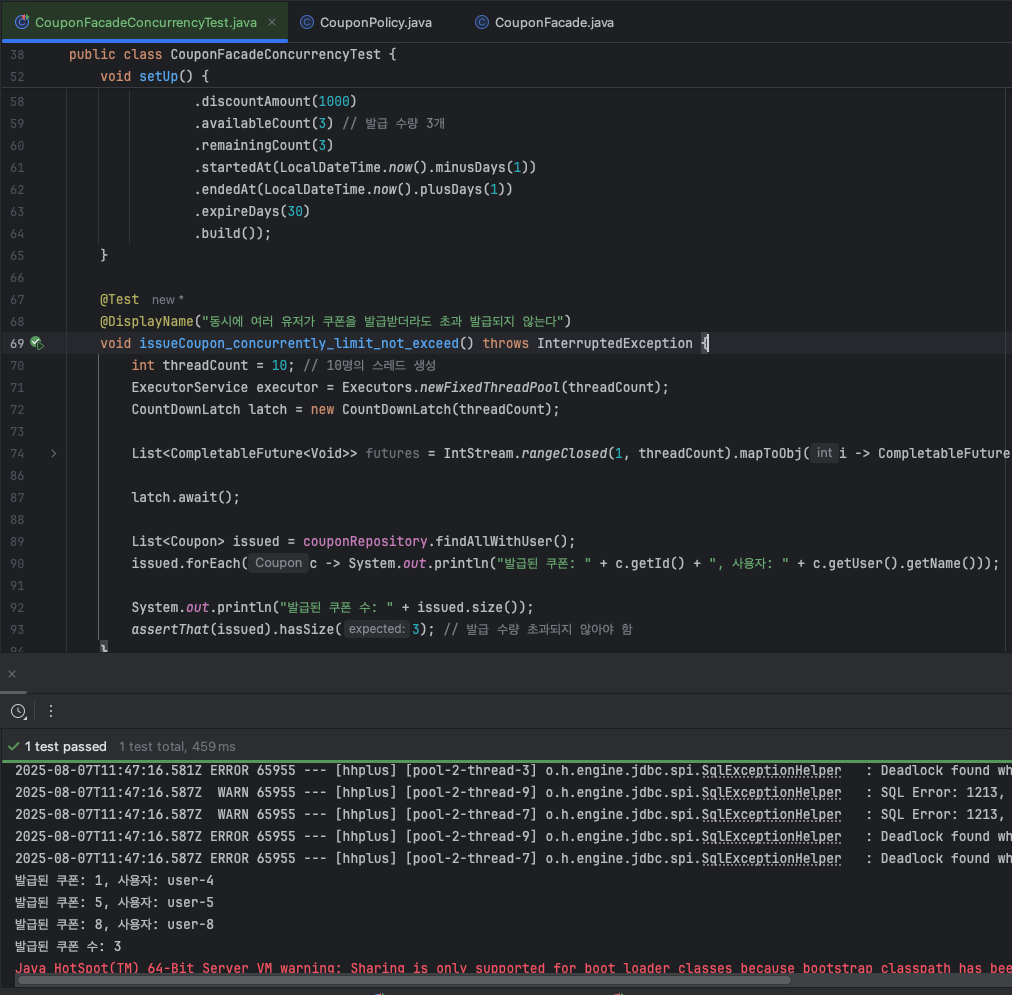 CouponFacadeConcurrencyTest.java × CouponPolicy.java CouponFacade.java
38 public class CouponFacadeConcurrencyTest {
52 void setUp() {
58 .discountAmount(1000)
59 .availableCount(3) // 발급 수량 3개
60 .remainingCount(3)
61 .startedAt(LocalDateTime.now().minusDays(1))
62 .endedAt(LocalDateTime.now().plusDays(1))
63 .expireDays(30)
64 .build());
65 }
66
67 @Test new *
68 @DisplayName("동시에 여러 유저가 쿠폰을 발급받더라도 초과 발급되지 않는다")
69 void issueCoupon_concurrently_limit_not_exceed() throws InterruptedException {
70 int threadCount = 10; // 10명의 스레드 생성
71 ExecutorService executor = Executors.newFixedThreadPool(threadCount);
72 CountDownLatch latch = new CountDownLatch(threadCount);
73
74 List<CompletableFuture<Void>> futures = IntStream.rangeClosed(1, threadCount).mapToObj( int i -> CompletableFuture
86
87 latch.await();
88
89 List<Coupon> issued = couponRepository.findAllWithUser();
90 issued.forEach( Coupon c -> System.out.println("발급된 쿠폰: " + c.getId() + ", 사용자: " + c.getUser().getName()));
91
92 System.out.println("발급된 쿠폰 수: " + issued.size());
93 assertThat(issued).hasSize( expected: 3); // 발급 수량 초과되지 않아야 함
94 }
1 test passed 1 test total, 459 ms
2025-08-07T11:47:16.581Z ERROR 65955 --- [hhplus] [pool-2-thread-3] o.h.engine.jdbc.spi.SqlExceptionHelper : Deadlock found wh
2025-08-07T11:47:16.587Z WARN 65955 --- [hhplus] [pool-2-thread-9] o.h.engine.jdbc.spi.SqlExceptionHelper : SQL Error: 1213,
2025-08-07T11:47:16.587Z WARN 65955 --- [hhplus] [pool-2-thread-7] o.h.engine.jdbc.spi.SqlExceptionHelper : SQL Error: 1213,
2025-08-07T11:47:16.587Z ERROR 65955 --- [hhplus] [pool-2-thread-9] o.h.engine.jdbc.spi.SqlExceptionHelper : Deadlock found wh
2025-08-07T11:47:16.587Z ERROR 65955 --- [hhplus] [pool-2-thread-7] o.h.engine.jdbc.spi.SqlExceptionHelper : Deadlock found wh
발급된 쿠폰: 1, 사용자: user-4
발급된 쿠폰: 5, 사용자: user-5
발급된 쿠폰: 8, 사용자: user-8
발급된 쿠폰 수: 3
Java HotSpot(TM) 64-Bit Server VM warning: Sharing is only supported for boot loader classes because bootstrap classpath has bee